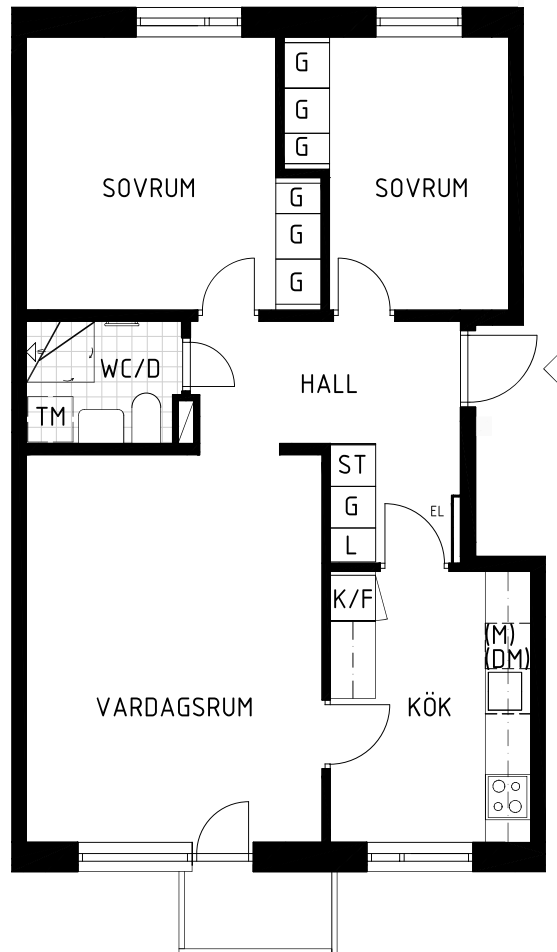 G
G
G
SOVRUM
SOVRUM
G
G
G
WC/D
HALL
TM
ST
G
EL
L
K/F
(M)
(DM)
VARDAGSRUM
KÖK